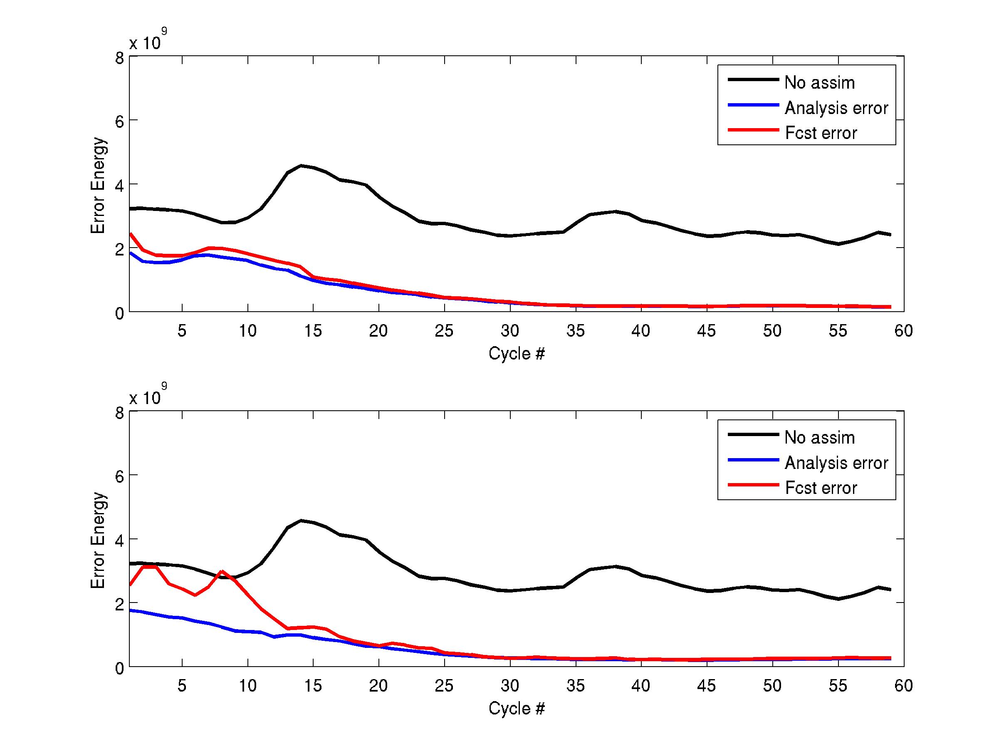 x 10^9
8
6
4
2
0
Error Energy
No assim
Analysis error
Fcst error
5 10 15 20 25 30 35 40 45 50 55 60
Cycle #
x 10^9
8
6
4
2
0
Error Energy
No assim
Analysis error
Fcst error
5 10 15 20 25 30 35 40 45 50 55 60
Cycle #